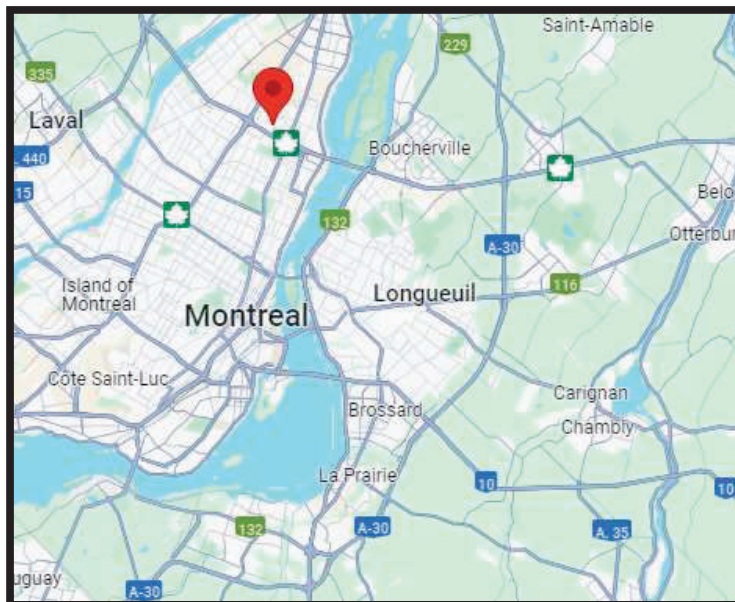 Saint-Amable
229
335
Laval
Boucherville
A. 440
15
Belo
132
Otterbur
A-30
116
Island of
Montreal
Longueuil
Montreal
Côte Saint-Luc
Carignan
Brossard
Chambly
La Prairie
10
10
132
A-30
A. 35
uguay
A-30